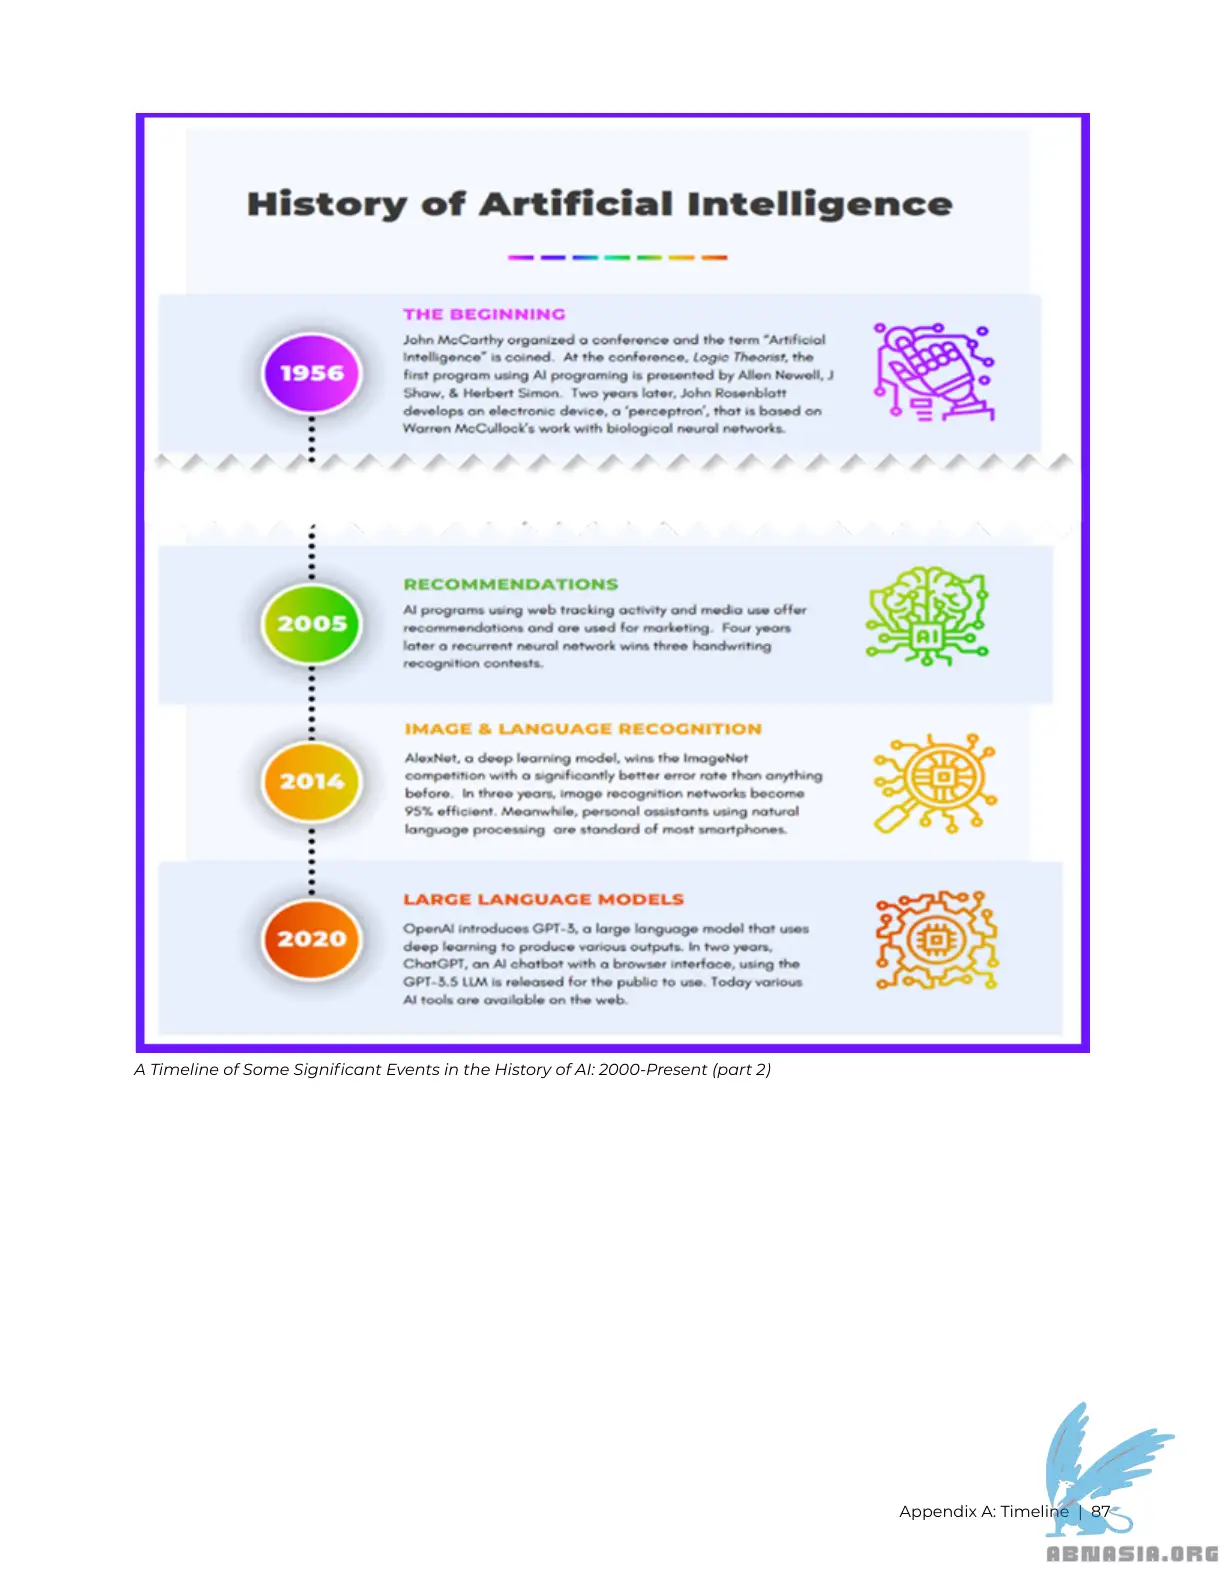 History of Artificial Intelligence
THE BEGINNING
1956
John McCarthy organized a conference and the term "Artificial
Intelligence" is coined. At the conference, Logic Theorist, the
first program using AI programing is presented by Allen Newell, J
Shaw, & Herbert Simon. Two years later, John Rosenblatt
develops an electronic device, a 'perceptron', that is based on
Warren McCullock's work with biological neural networks.
RECOMMENDATIONS
2005
AI programs using web tracking activity and media use offer
recommendations and are used for marketing. Four years
later a recurrent neural network wins three handwriting
recognition contests.
AI
IMAGE & LANGUAGE RECOGNITION
2014
AlexNet, a deep learning model, wins the ImageNet
competition with a significantly better error rate than anything
before. In three years, image recognition networks become
95% efficient. Meanwhile, personal assistants using natural
language processing are standard of most smartphones.
LARGE LANGUAGE MODELS
2020
OpenAI introduces GPT-3, a large language model that uses
deep learning to produce various outputs. In two years,
ChatGPT, an AI chatbot with a browser interface, using the
GPT-3.5 LLM is released for the public to use. Today various
AI tools are available on the web.
A Timeline of Some Significant Events in the History of AI: 2000-Present (part 2)
Appendix A: Timeline | 87
ABNASIA.ORG